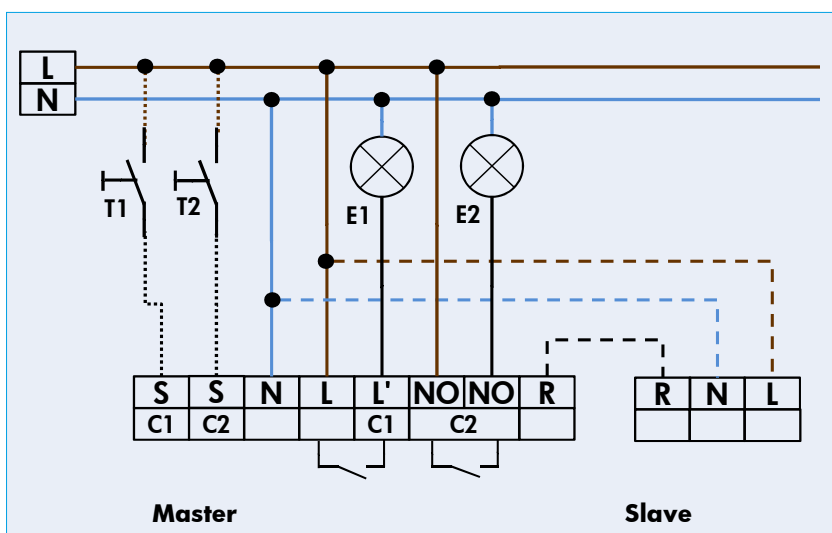 L
N
T1 T2 E1 E2
S S N L L' NO NO R R N L
C1 C2 C1 C2
Master Slave